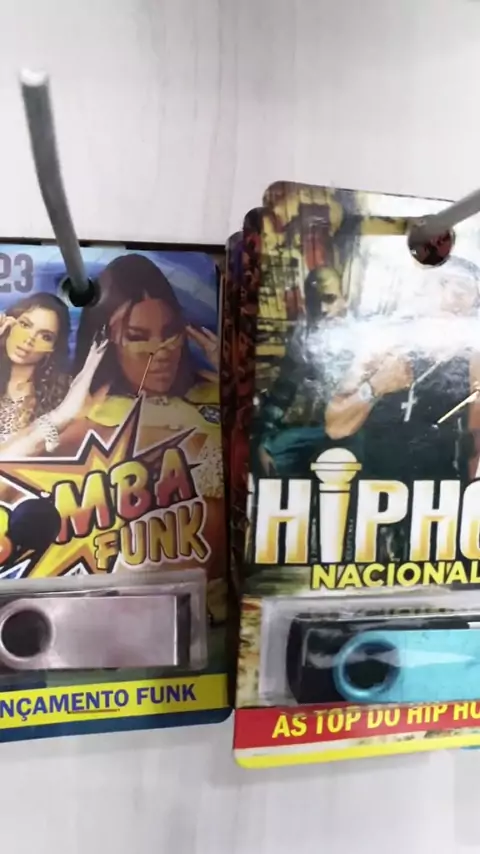 23
BOMBA
FUNK
NÇAMENTO FUNK
HIPHO
NACIONAL
AS TOP DO HIP HO